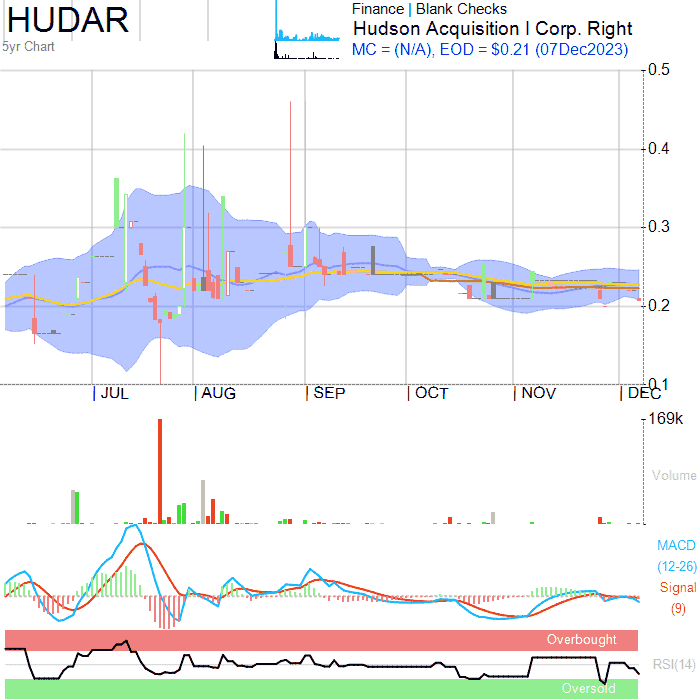 HUDAR
5yr Chart
Finance | Blank Checks
Hudson Acquisition I Corp. Right
MC = (N/A), EOD = $0.21 (07Dec2023)
0.5
0.4
0.3
0.2
0.1
JUL AUG SEP OCT NOV DEC
169k
Volume
MACD
(12-26)
Signal
(9)
Overbought
RSI(14)
Oversold